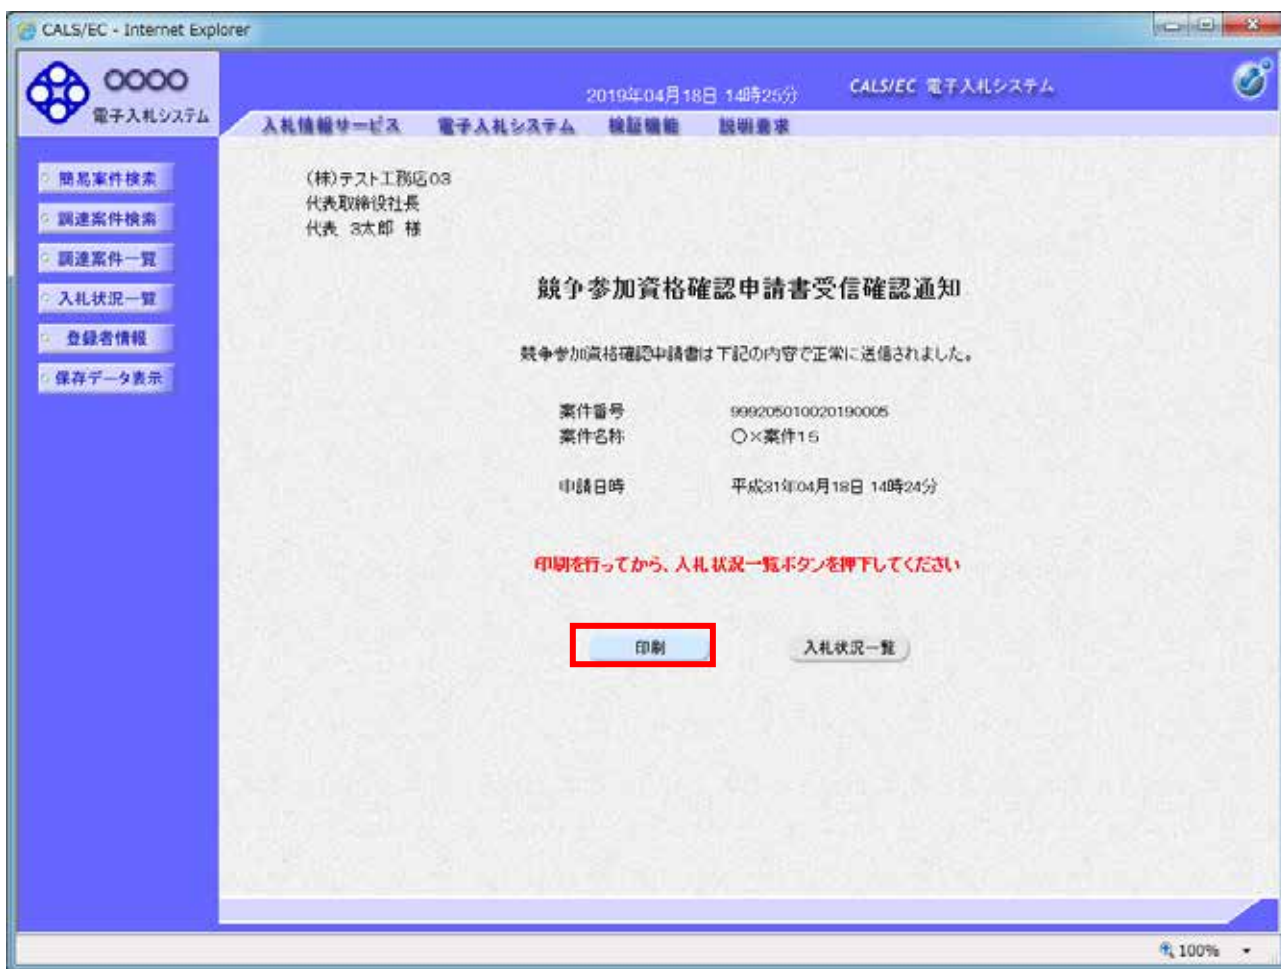 CALS/EC - Internet Explorer
○○○○
電子入札システム
2019年04月18日 14時25分
CALS/EC 電子入札システム
入札情報サービス 電子入札システム 検証機能 説明要求
簡易案件検索
調達案件検索
調達案件一覧
入札状況一覧
登録者情報
保存データ表示
(株)テスト工務店03
代表取締役社長
代表 3太郎 様
競争参加資格確認申請書受信確認通知
競争参加資格確認申請書は下記の内容で正常に送信されました。
案件番号 999205010020190005
案件名称 ○×案件15
申請日時 平成31年04月18日 14時24分
印刷を行ってから、入札状況一覧ボタンを押下してください
印刷 入札状況一覧
100%